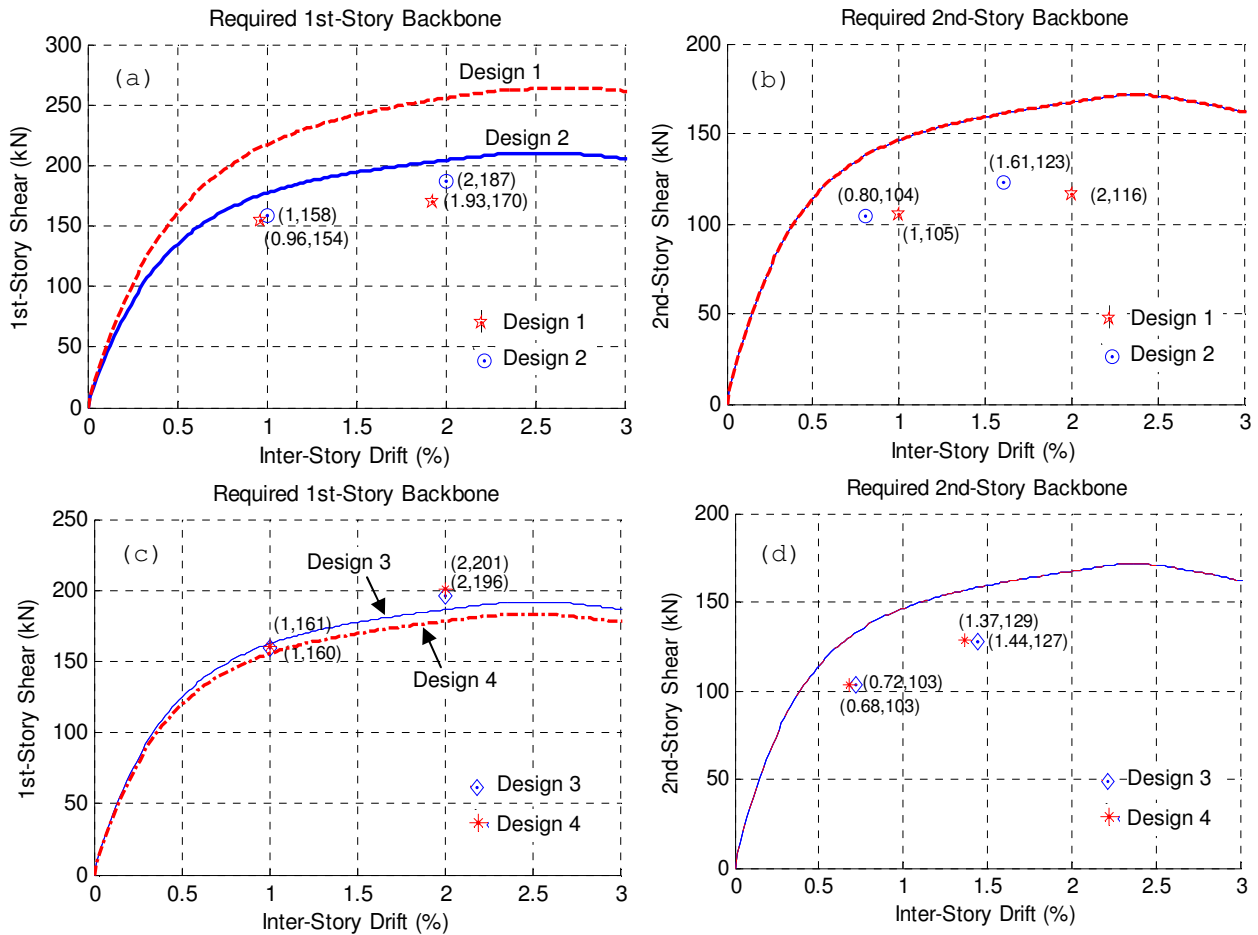 Required 1st-Story Backbone
300
250
200
150
100
50
0
(a)
Design 1
Design 2
(2,187)
(1.93,170)
(1,158)
(0.96,154)
Design 1
Design 2
0 0.5 1 1.5 2 2.5 3
Inter-Story Drift (%)
1st-Story Shear (kN)
Required 2nd-Story Backbone
200
150
100
50
0
(b)
(1.61,123)
(0.80,104)
(2,116)
(1,105)
Design 1
Design 2
0 0.5 1 1.5 2 2.5 3
Inter-Story Drift (%)
2nd-Story Shear (kN)
Required 1st-Story Backbone
250
200
150
100
50
0
(c)
Design 3
(2,201)
(2,196)
(1,161)
(1,160)
Design 4
Design 3
Design 4
0 0.5 1 1.5 2 2.5 3
Inter-Story Drift (%)
1st-Story Shear (kN)
Required 2nd-Story Backbone
200
150
100
50
0
(d)
(1.37,129)
(1.44,127)
(0.72,103)
(0.68,103)
Design 3
Design 4
0 0.5 1 1.5 2 2.5 3
Inter-Story Drift (%)
2nd-Story Shear (kN)